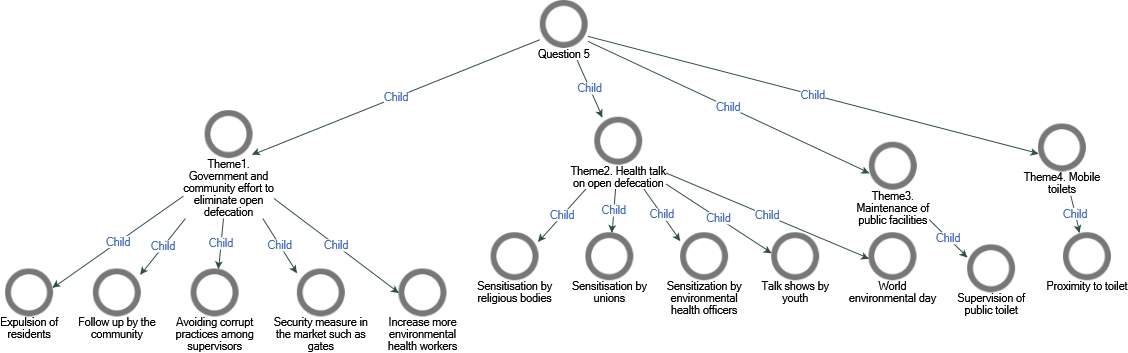 Question 5
Child
Child
Child
Child
Theme1.
Government and
community effort to
eliminate open
defecation
Theme2. Health talk
on open defecation
Theme3.
Maintenance of
public facilities
Theme4. Mobile
toilets
Child
Child
Child
Child
Child
Child
Child
Child
Child
Child
Child
Child
Expulsion of
residents
Follow up by the
community
Avoiding corrupt
practices among
supervisors
Security measure in
the market such as
gates
Increase more
environmental
health workers
Sensitisation by
religious bodies
Sensitisation by
unions
Sensitization by
environmental
health officers
Talk shows by
youth
World
environmental day
Supervision of
public toilet
Proximity to toilet